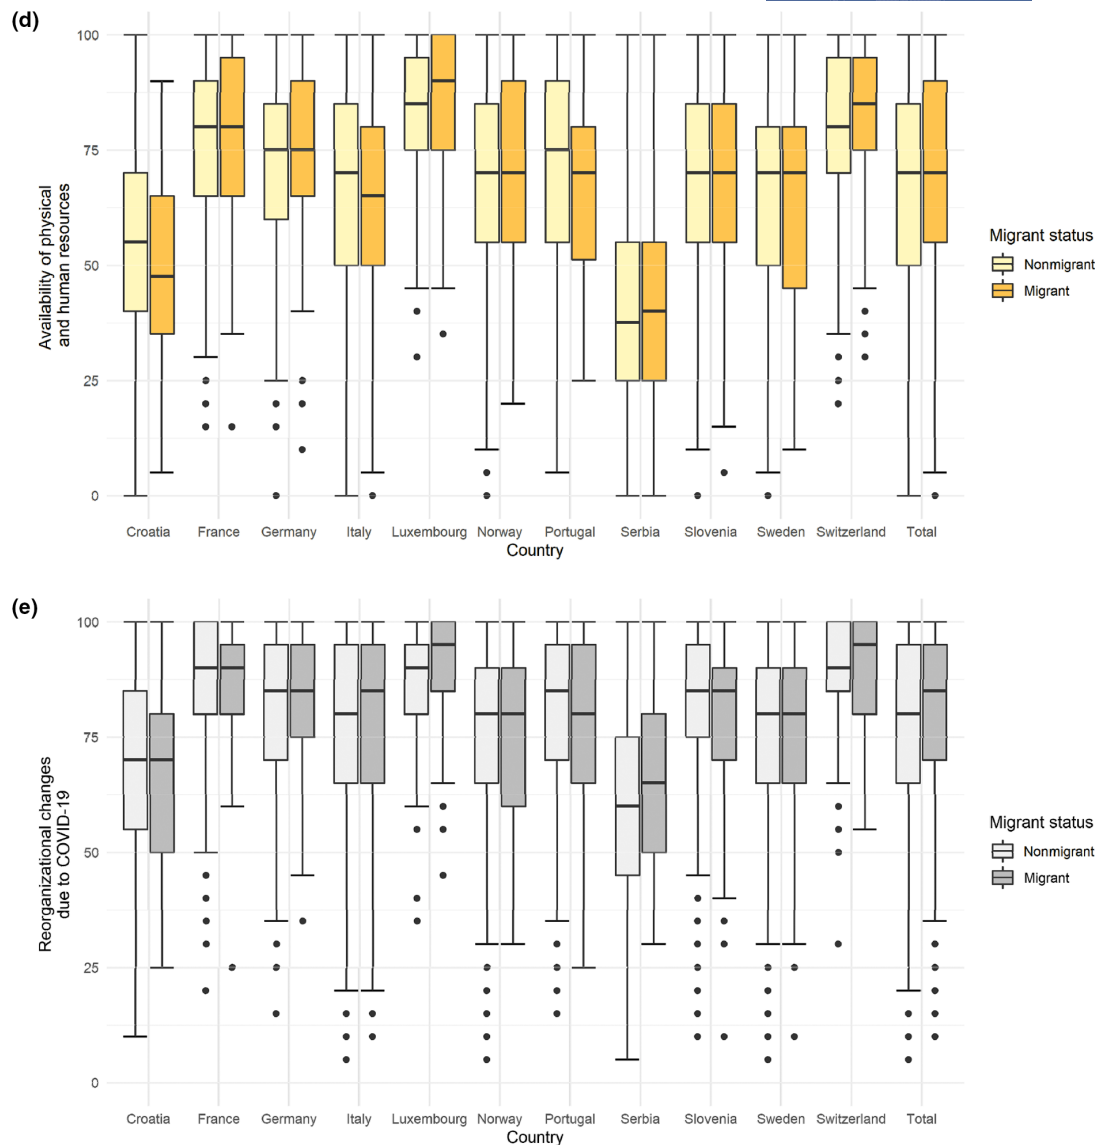 (d)
100
75
50
25
0
Availability of physical
and human resources
Croatia France Germany Italy Luxembourg Norway Portugal Serbia Slovenia Sweden Switzerland Total
Country
Migrant status
Nonmigrant
Migrant
(e)
100
75
50
25
0
Reorganizational changes
due to COVID-19
Croatia France Germany Italy Luxembourg Norway Portugal Serbia Slovenia Sweden Switzerland Total
Country
Migrant status
Nonmigrant
Migrant